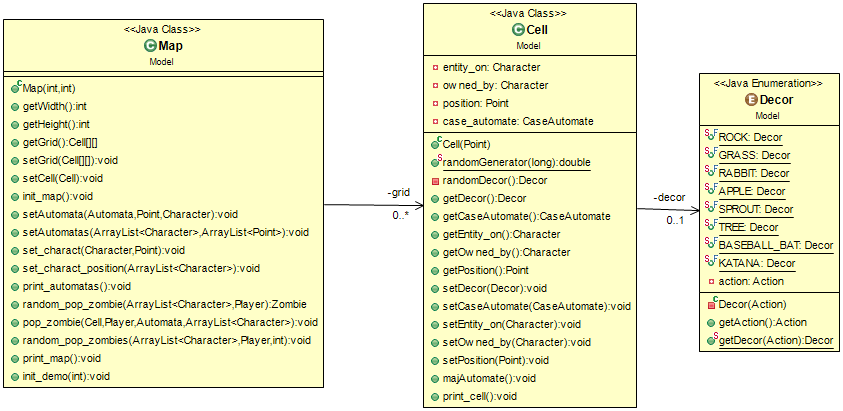 <<Java Class>>
C Map
Model
Map(int,int)
getWidth():int
getHeight():int
getGrid():Cell[][]
setGrid(Cell[][]):void
setCell(Cell):void
init_map():void
setAutomata(Automata,Point,Character):void
setAutomatas(ArrayList<Character>,ArrayList<Point>):void
set_charact(Character,Point):void
set_charact_position(ArrayList<Character>):void
print_automatas():void
random_pop_zombie(ArrayList<Character>,Player):Zombie
pop_zombie(Cell,Player,Automata,ArrayList<Character>):void
random_pop_zombies(ArrayList<Character>,Player,int):void
print_map():void
init_demo(int):void
-grid
0..*
<<Java Class>>
C Cell
Model
entity_on: Character
owned_by: Character
position: Point
case_automate: CaseAutomate
Cell(Point)
randomGenerator(long):double
randomDecor():Decor
getDecor():Decor
getCaseAutomate():CaseAutomate
getEntity_on():Character
getOwned_by():Character
getPosition():Point
setDecor(Decor):void
setCaseAutomate(CaseAutomate):void
setEntity_on(Character):void
setOwned_by(Character):void
setPosition(Point):void
majAutomate():void
print_cell():void
-decor
0..1
<<Java Enumeration>>
E Decor
Model
ROCK: Decor
GRASS: Decor
RABBIT: Decor
APPLE: Decor
SPROUT: Decor
TREE: Decor
BASEBALL_BAT: Decor
KATANA: Decor
action: Action
Decor(Action)
getAction():Action
getDecor(Action):Decor